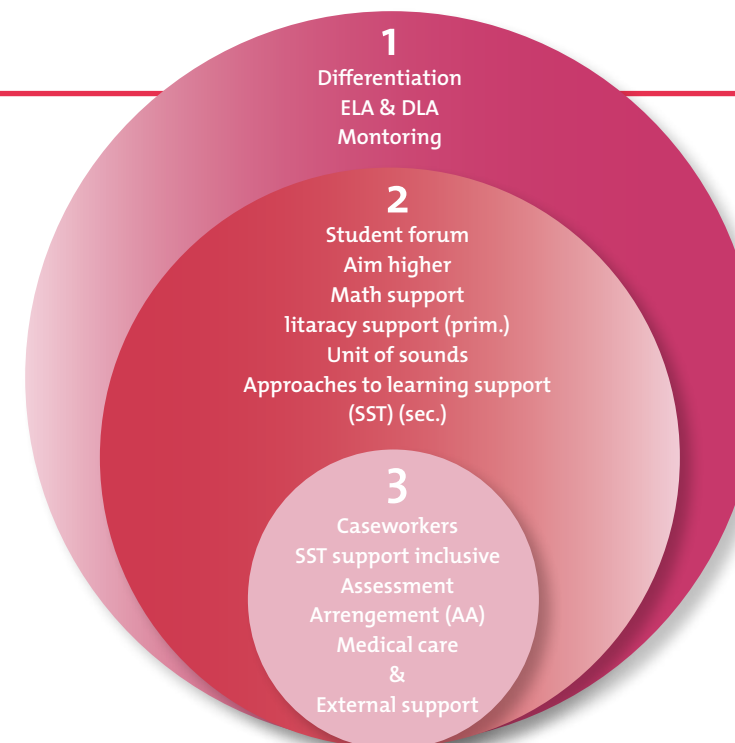 1
Differentiation
ELA & DLA
Montoring
2
Student forum
Aim higher
Math support
litaracy support (prim.)
Unit of sounds
Approaches to learning support
(SST) (sec.)
3
Caseworkers
SST support inclusive
Assessment
Arrengement (AA)
Medical care
&
External support